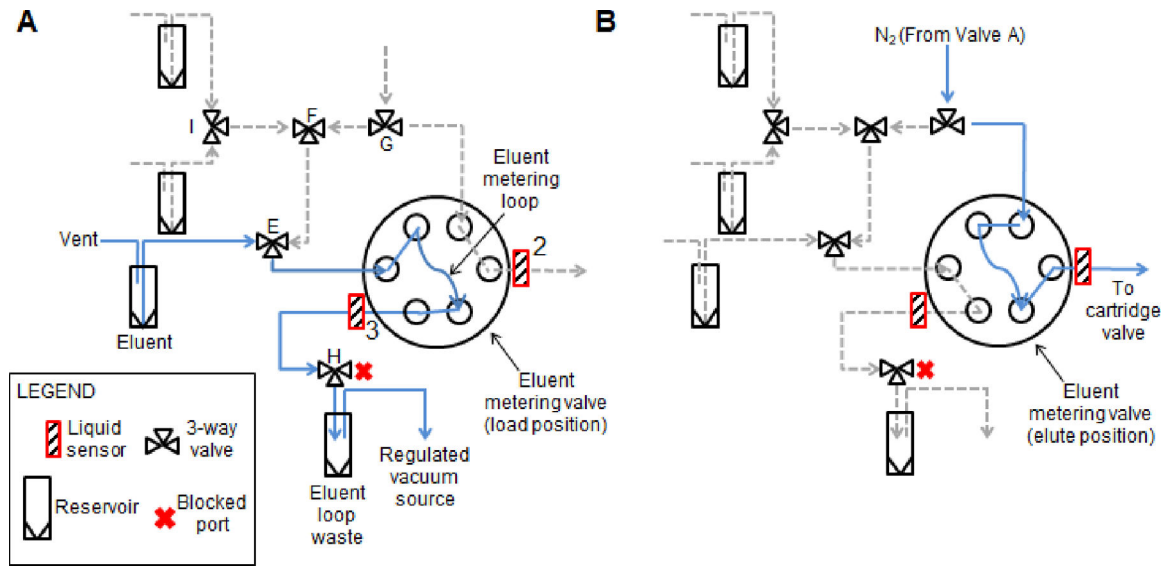 A
I
F
G
Eluent
metering
loop
E
Vent
2
3
Eluent
H
Eluent
metering valve
(load position)
Regulated
vacuum
source
Eluent
loop
waste
LEGEND
Liquid
sensor
3-way
valve
Reservoir
Blocked
port
B
N₂ (From Valve A)
To
cartridge
valve
Eluent
metering valve
(elute position)